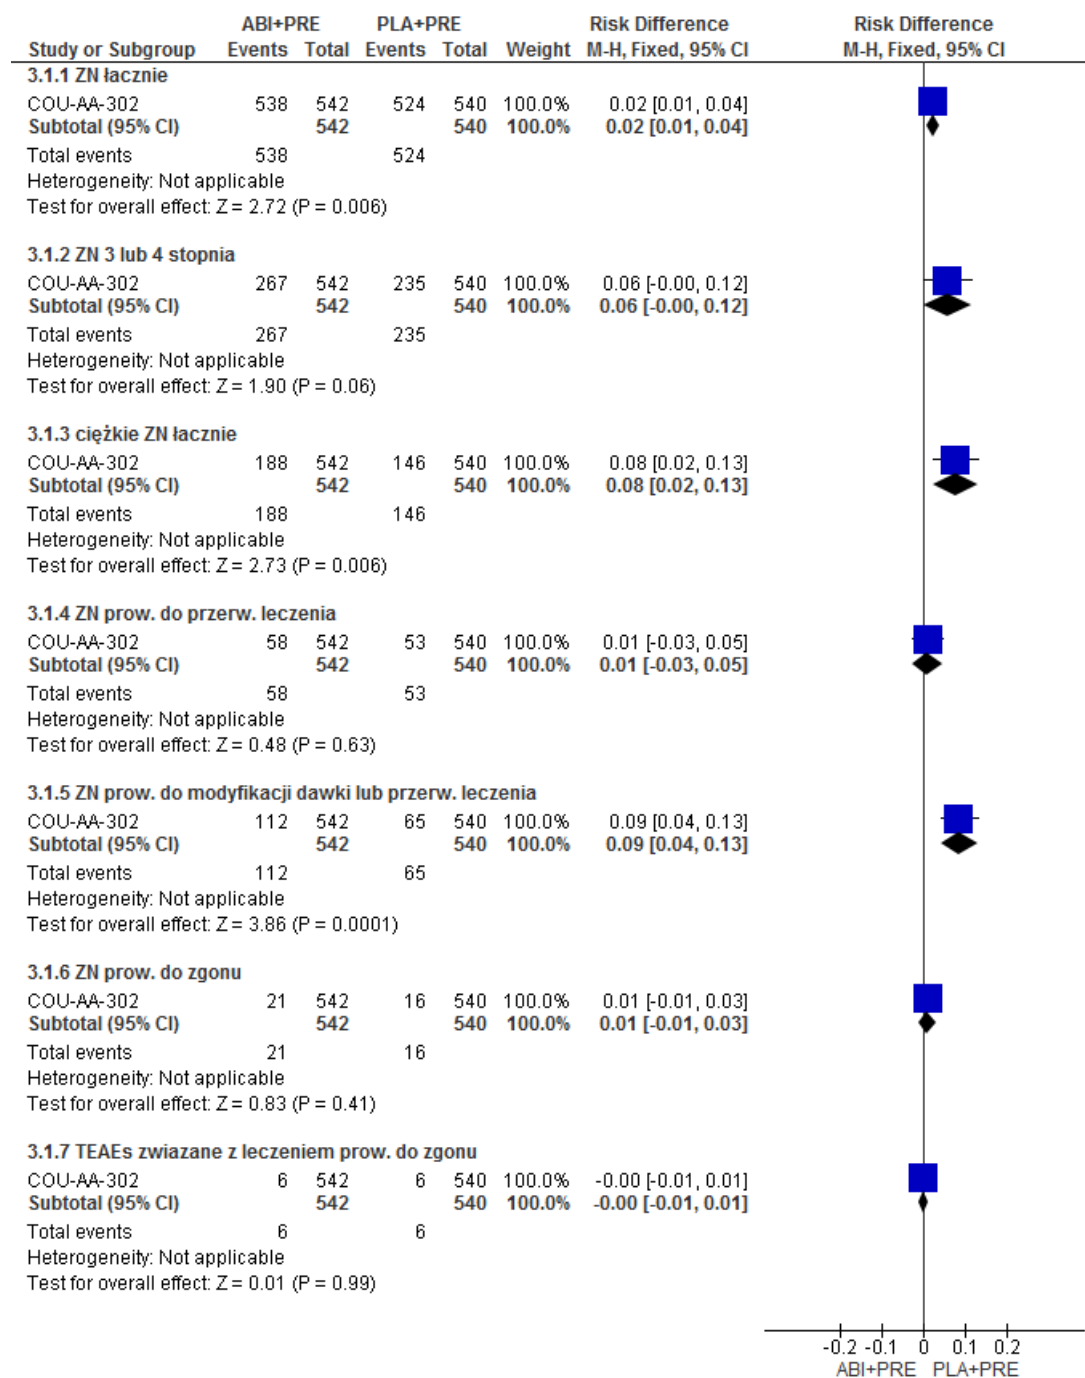 ABI+PRE PLA+PRE Risk Difference Risk Difference
Study or Subgroup Events Total Events Total Weight M-H, Fixed, 95% CI M-H, Fixed, 95% CI
3.1.1 ZN łacznie
COU-AA-302 538 542 524 540 100.0% 0.02 [0.01, 0.04]
Subtotal (95% CI) 542 540 100.0% 0.02 [0.01, 0.04]
Total events 538 524
Heterogeneity: Not applicable
Test for overall effect: Z = 2.72 (P = 0.006)
3.1.2 ZN 3 lub 4 stopnia
COU-AA-302 267 542 235 540 100.0% 0.06 [-0.00, 0.12]
Subtotal (95% CI) 542 540 100.0% 0.06 [-0.00, 0.12]
Total events 267 235
Heterogeneity: Not applicable
Test for overall effect: Z = 1.90 (P = 0.06)
3.1.3 ciężkie ZN łacznie
COU-AA-302 188 542 146 540 100.0% 0.08 [0.02, 0.13]
Subtotal (95% CI) 542 540 100.0% 0.08 [0.02, 0.13]
Total events 188 146
Heterogeneity: Not applicable
Test for overall effect: Z = 2.73 (P = 0.006)
3.1.4 ZN prow. do przerw. leczenia
COU-AA-302 58 542 53 540 100.0% 0.01 [-0.03, 0.05]
Subtotal (95% CI) 542 540 100.0% 0.01 [-0.03, 0.05]
Total events 58 53
Heterogeneity: Not applicable
Test for overall effect: Z = 0.48 (P = 0.63)
3.1.5 ZN prow. do modyfikacji dawki lub przerw. leczenia
COU-AA-302 112 542 65 540 100.0% 0.09 [0.04, 0.13]
Subtotal (95% CI) 542 540 100.0% 0.09 [0.04, 0.13]
Total events 112 65
Heterogeneity: Not applicable
Test for overall effect: Z = 3.86 (P = 0.0001)
3.1.6 ZN prow. do zgonu
COU-AA-302 21 542 16 540 100.0% 0.01 [-0.01, 0.03]
Subtotal (95% CI) 542 540 100.0% 0.01 [-0.01, 0.03]
Total events 21 16
Heterogeneity: Not applicable
Test for overall effect: Z = 0.83 (P = 0.41)
3.1.7 TEAEs zwiazane z leczeniem prow. do zgonu
COU-AA-302 6 542 6 540 100.0% -0.00 [-0.01, 0.01]
Subtotal (95% CI) 542 540 100.0% -0.00 [-0.01, 0.01]
Total events 6 6
Heterogeneity: Not applicable
Test for overall effect: Z = 0.01 (P = 0.99)
-0.2 -0.1 0 0.1 0.2
ABI+PRE PLA+PRE